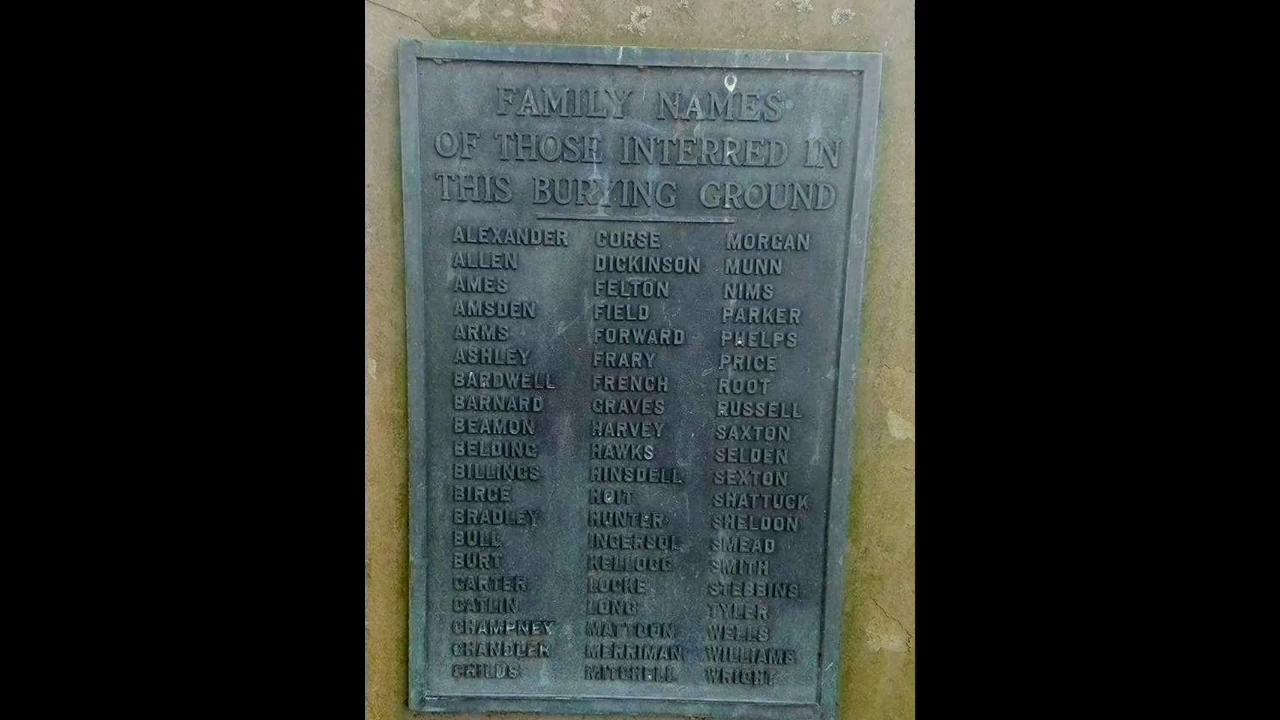 FAMILY NAMES
OF THOSE INTERRED IN
THIS BURYING GROUND
ALEXANDER
ALLEN
AMES
AMSDEN
ARMS
ASHLEY
BARDWELL
BARNARD
BEAMON
BELDING
BILLINGS
BIRGE
BRADLEY
BULL
BURT
CARTER
CATLIN
CHAMPNEY
CHANDLER
CHILDS
CORSE
DICKINSON
FELTON
FIELD
FORWARD
FRARY
FRENCH
GRAVES
HARVEY
HAWKS
HINSDELL
HOIT
HUNTER
INGERSOL
KELLOGG
LOCKE
LONG
MATTOON
MERRIMAN
MITCHELL
MORGAN
MUNN
NIMS
PARKER
PHELPS
PRICE
ROOT
RUSSELL
SAXTON
SELDEN
SEXTON
SHATTUCK
SHELDON
SMEAD
SMITH
STEBBINS
TYLER
WELLS
WILLIAMS
WRIGHT